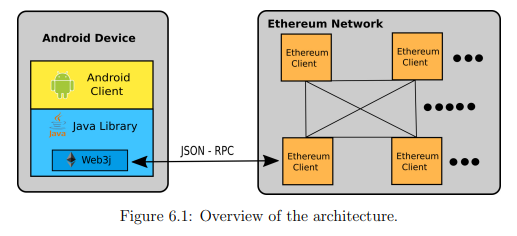 Android Device
Android
Client
Java
Java Library
Web3j
JSON - RPC
Ethereum Network
Ethereum
Client
Ethereum
Client
Ethereum
Client
Ethereum
Client
Figure 6.1: Overview of the architecture.